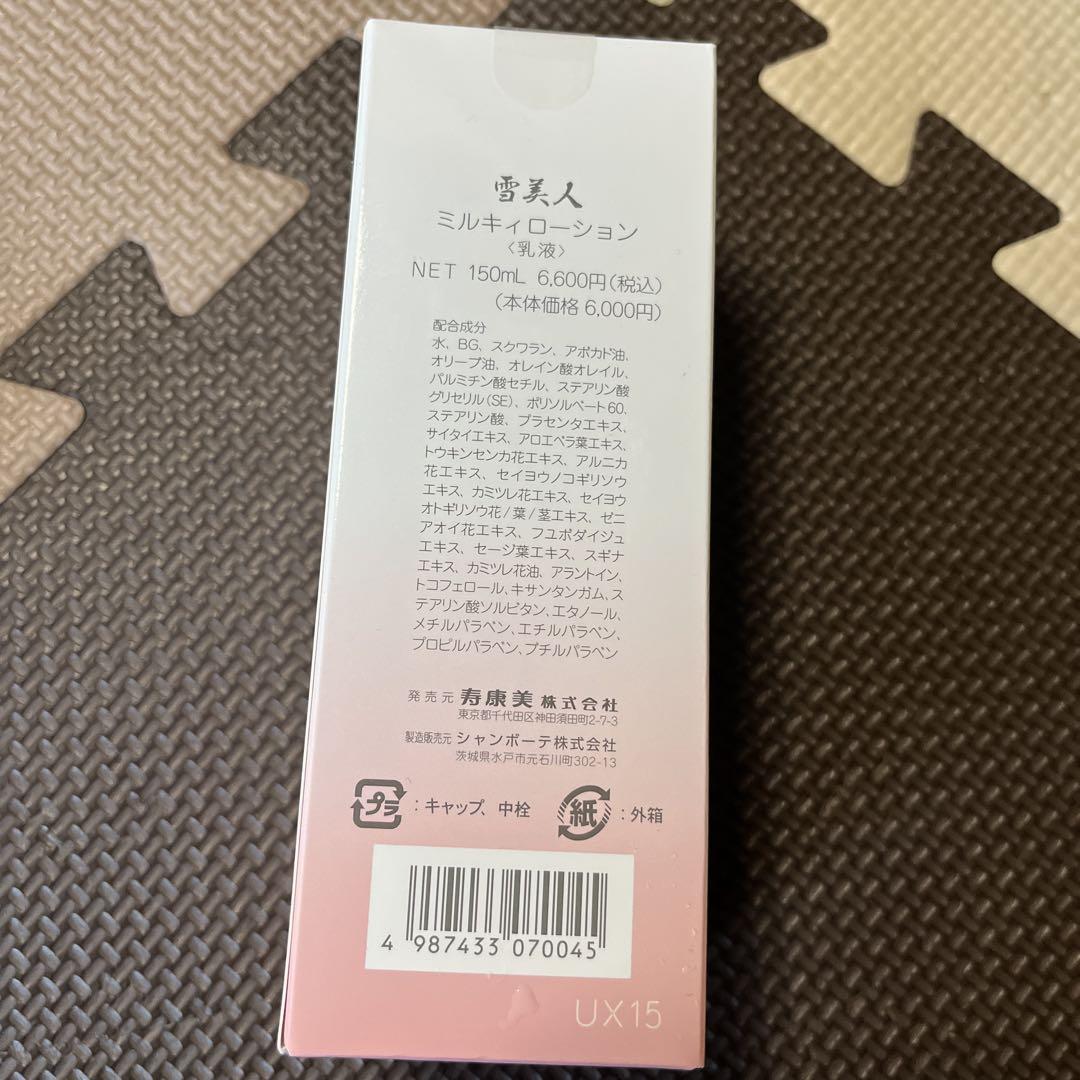 雪美人
ミルキィローション
〈乳液〉
NET 150mL 6,600円(税込)
(本体価格 6,000円)
配合成分
水、BG、スクワラン、アボカド油、
オリーブ油、オレイン酸オレイル、
パルミチン酸セチル、ステアリン酸
グリセリル(SE)、ポリソルベート60、
ステアリン酸、プラセンタエキス、
サイタイエキス、アロエベラ葉エキス、
トウキンセンカ花エキス、アルニカ
花エキス、セイヨウノコギリソウ
エキス、カミツレ花エキス、セイヨウ
オトギリソウ花/葉/茎エキス、ゼニ
アオイ花エキス、フユボダイジュ
エキス、セージ葉エキス、スギナ
エキス、カミツレ花油、アラントイン、
トコフェロール、キサンタンガム、ス
テアリン酸ソルビタン、エタノール、
メチルパラベン、エチルパラベン、
プロピルパラベン、ブチルパラベン
発売元 寿康美株式会社
東京都千代田区神田須田町2-7-3
製造販売元 シャンボーテ株式会社
茨城県水戸市元石川町302-13
プラ:キャップ、中栓 紙:外箱
4 987433 070045
UX15